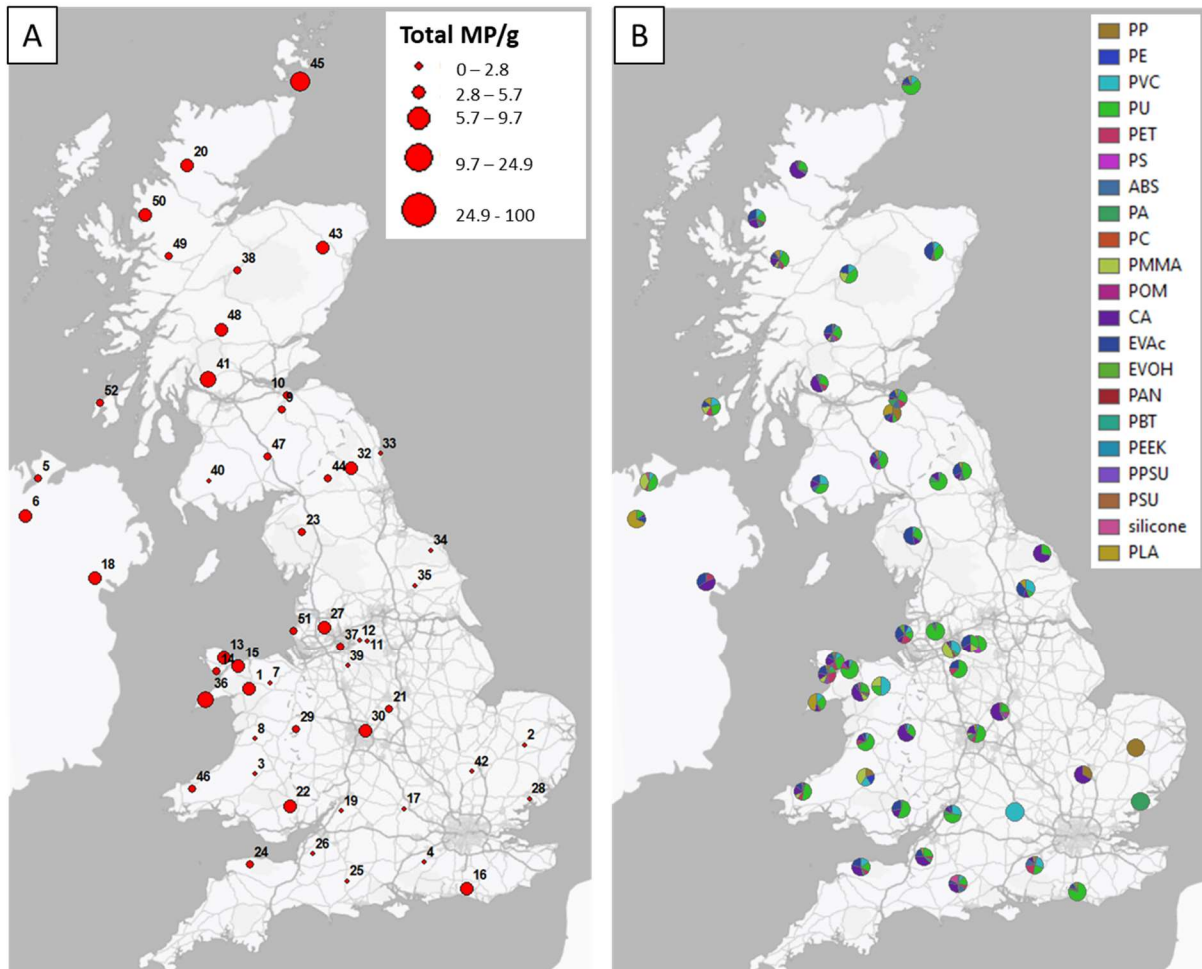 A
Total MP/g
0 – 2.8
2.8 – 5.7
5.7 – 9.7
9.7 – 24.9
24.9 - 100
45
20
50
49
38
43
48
41
52
10
9
47
40
33
32
44
5
6
18
23
34
35
51
27
37
12
11
39
13
14
15
36
1
7
21
30
29
8
2
3
42
46
22
19
17
28
26
24
25
4
16
B
PP
PE
PVC
PU
PET
PS
ABS
PA
PC
PMMA
POM
CA
EVAc
EVOH
PAN
PBT
PEEK
PPSU
PSU
silicone
PLA